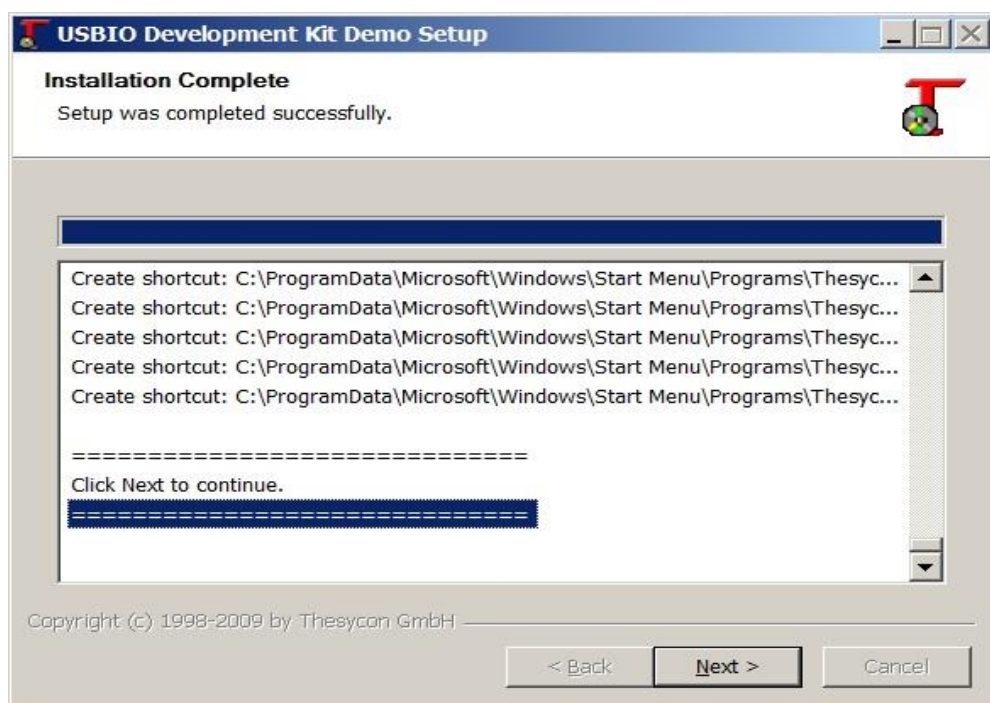 USBIO Development Kit Demo Setup
Installation Complete
Setup was completed successfully.
Create shortcut: C:\ProgramData\Microsoft\Windows\Start Menu\Programs\Thesyc...
Create shortcut: C:\ProgramData\Microsoft\Windows\Start Menu\Programs\Thesyc...
Create shortcut: C:\ProgramData\Microsoft\Windows\Start Menu\Programs\Thesyc...
Create shortcut: C:\ProgramData\Microsoft\Windows\Start Menu\Programs\Thesyc...
Create shortcut: C:\ProgramData\Microsoft\Windows\Start Menu\Programs\Thesyc...
==============================
Click Next to continue.
==============================
Copyright (c) 1998-2009 by Thesycon GmbH
< Back Next > Cancel